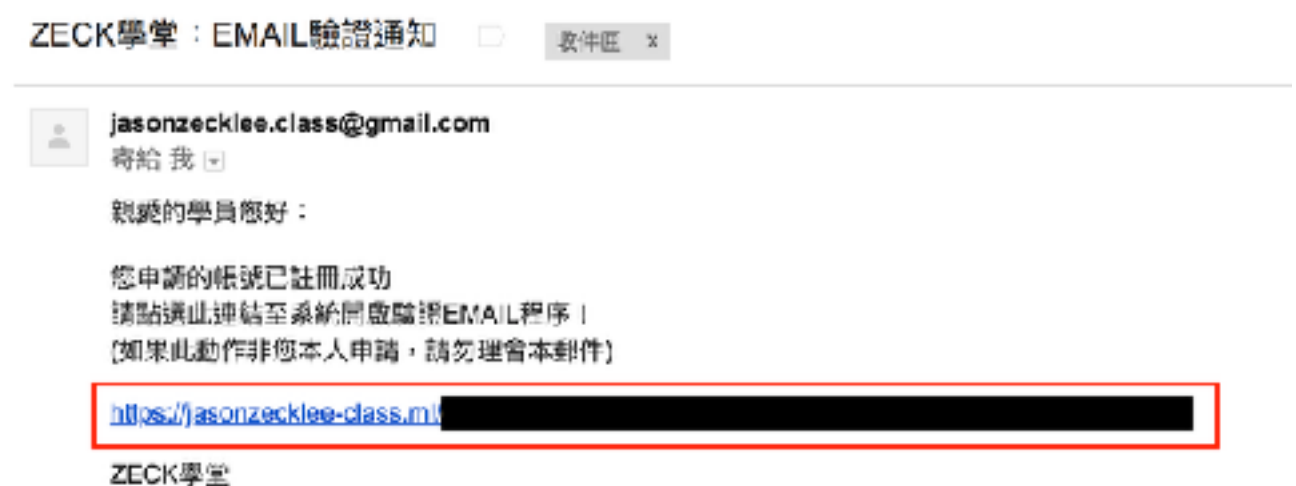 ZECK學堂：EMAIL驗證通知
收件匣 x
jasonzecklee.class@gmail.com
寄給 我
親愛的學員您好：
您申請的帳號已註冊成功
請點選此連結至系統開啟驗證EMAIL程序！
(如果此動作非您本人申請，請勿理會本郵件)
https://jasonzecklee-class.ml/
ZECK學堂